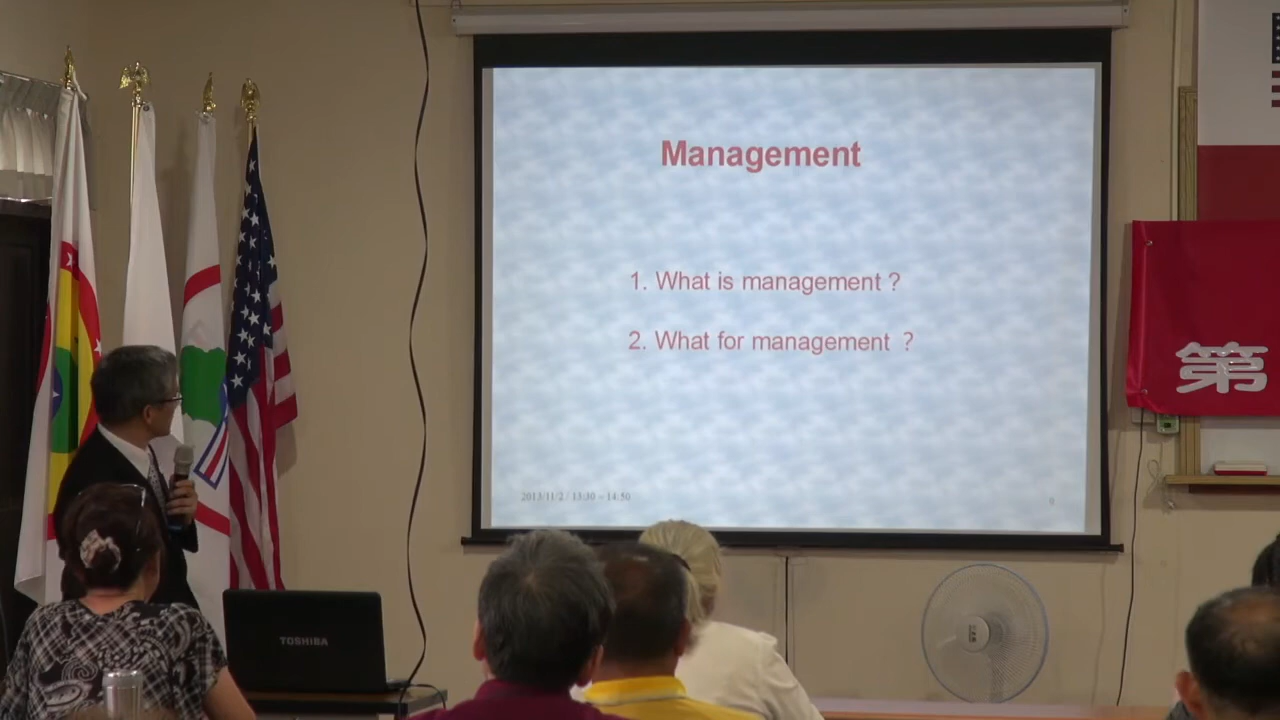 Management
1. What is management ?
2. What for management ?
2013/11/2 / 13:30 – 14:50
第
TOSHIBA